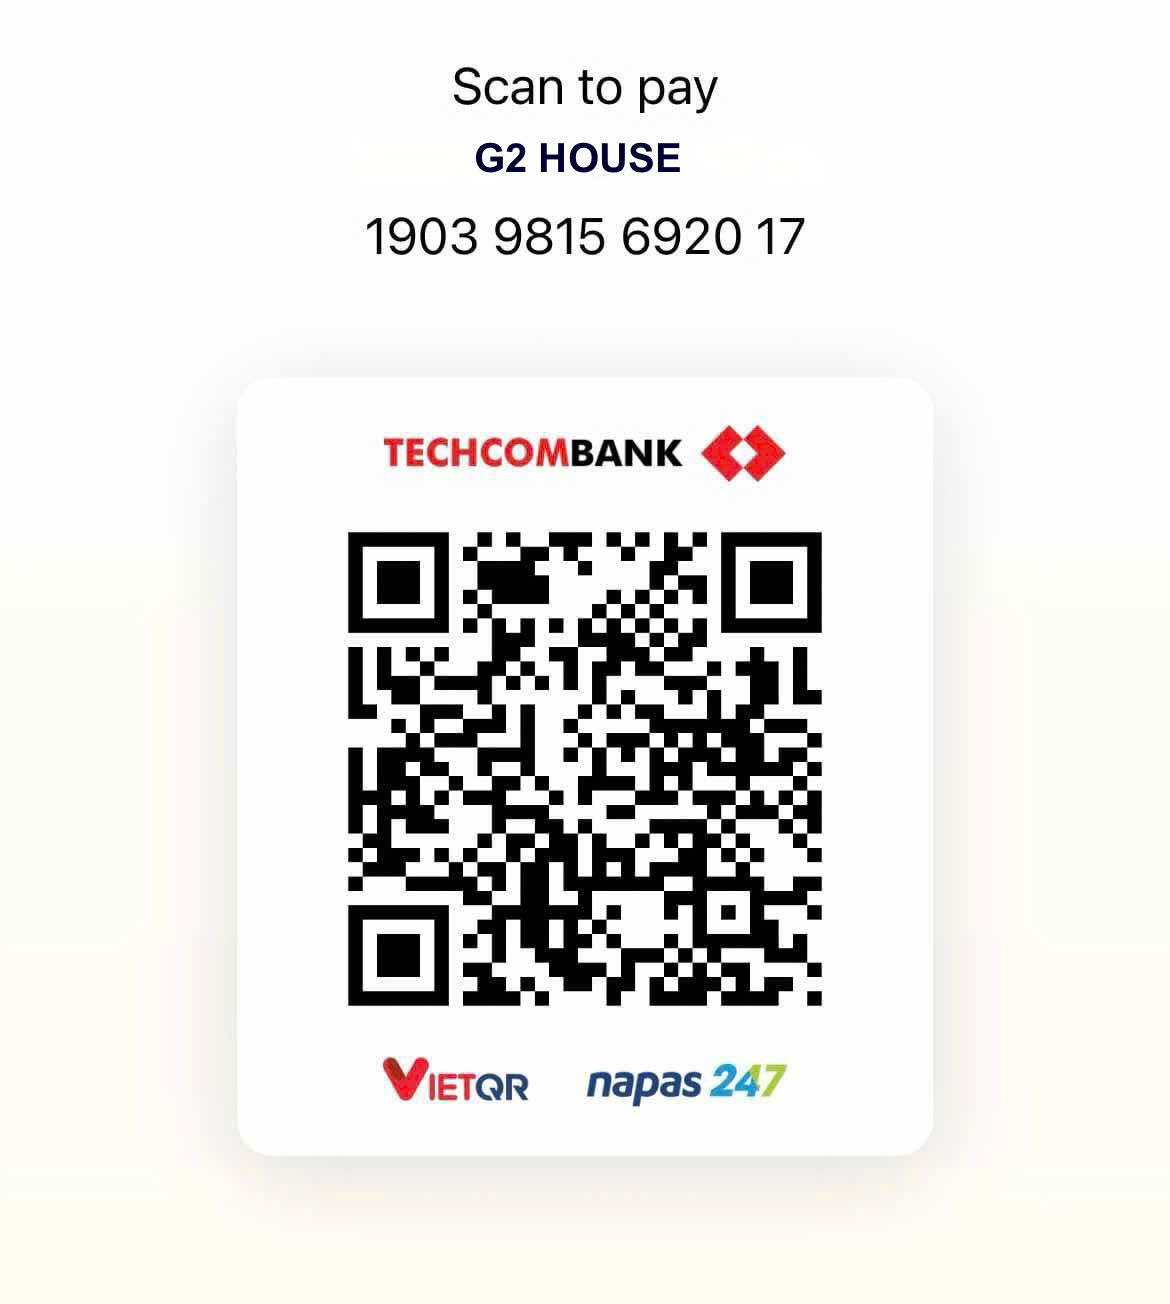 Scan to pay
G2 HOUSE
1903 9815 6920 17
TECHCOMBANK
VIETQR
napas 247